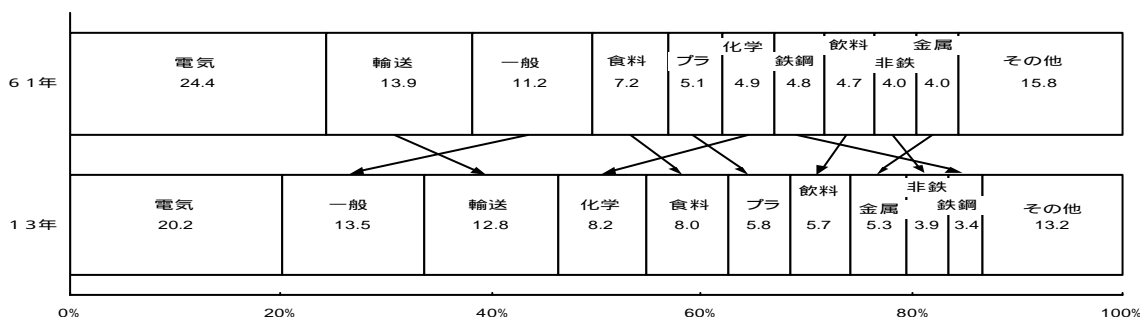 電気 輸送 一般 食料 プラ 化学 鉄鋼 飲料 非鉄 金属 その他
61年 24.4 13.9 11.2 7.2 5.1 4.9 4.8 4.7 4.0 4.0 15.8
電気 一般 輸送 化学 食料 プラ 飲料 金属 非鉄 鉄鋼 その他
13年 20.2 13.5 12.8 8.2 8.0 5.8 5.7 5.3 3.9 3.4 13.2
0% 20% 40% 60% 80% 100%